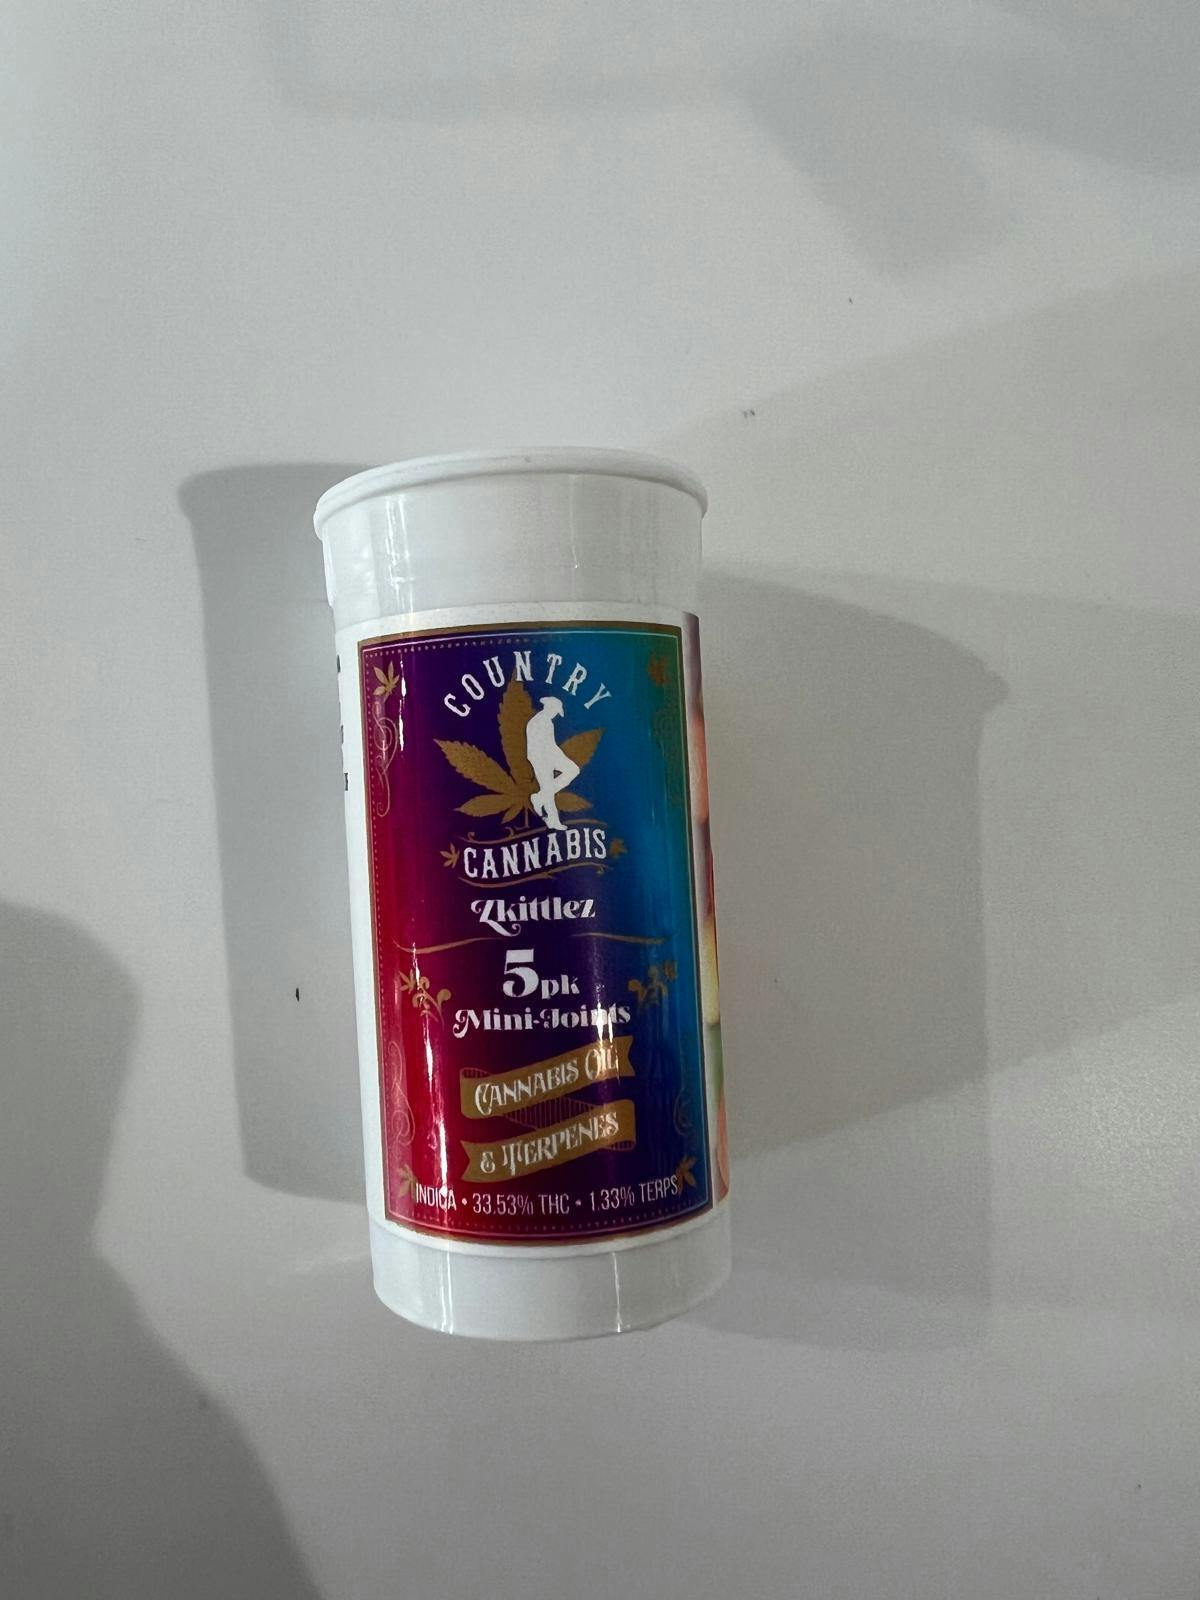 COUNTRY
CANNABIS
Zkittlez
5pk
Mini-Joints
CANNABIS OIL
& TERPENES
INDICA • 33.53% THC • 1.33% TERPS